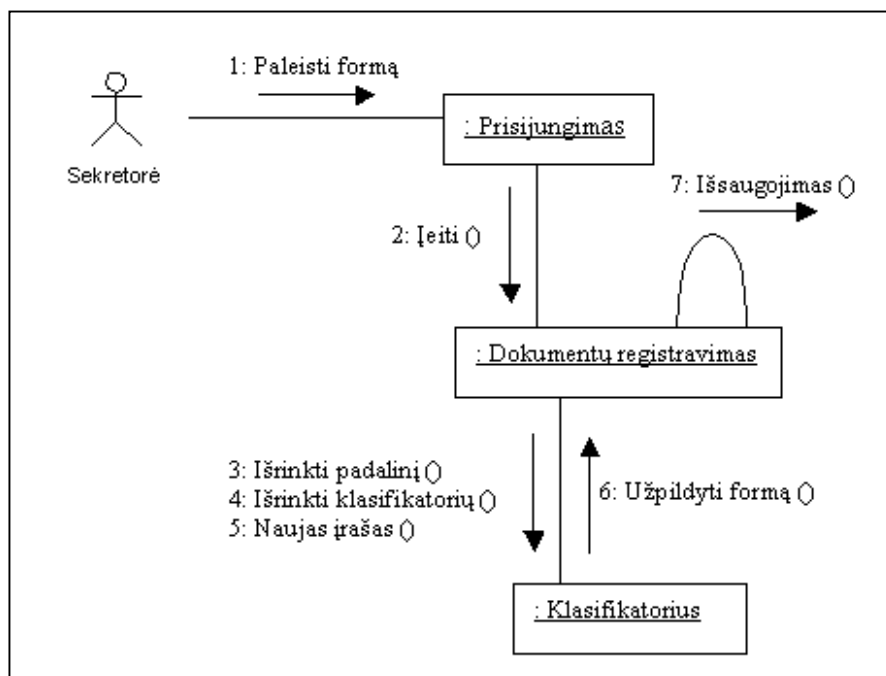 1: Paleisti formą
: Prisijungimas
Sekretorė
7: Išsaugojimas ()
2: Įeiti ()
: Dokumentų registravimas
3: Išrinkti padalinį ()
4: Išrinkti klasifikatorių ()
5: Naujas įrašas ()
6: Užpildyti formą ()
: Klasifikatorius